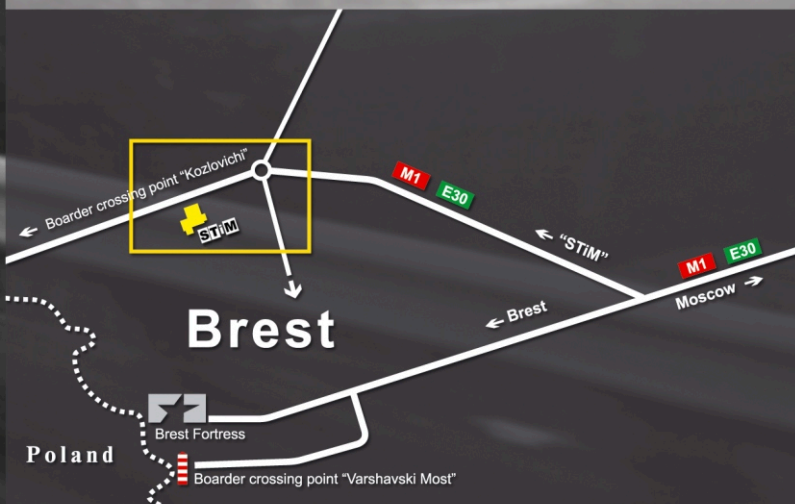 Boarder crossing point "Kozlovichi"
STiM
M1 E30
"STiM"
M1 E30
Moscow
Brest
Brest
Brest Fortress
Poland
Boarder crossing point "Varshavski Most"